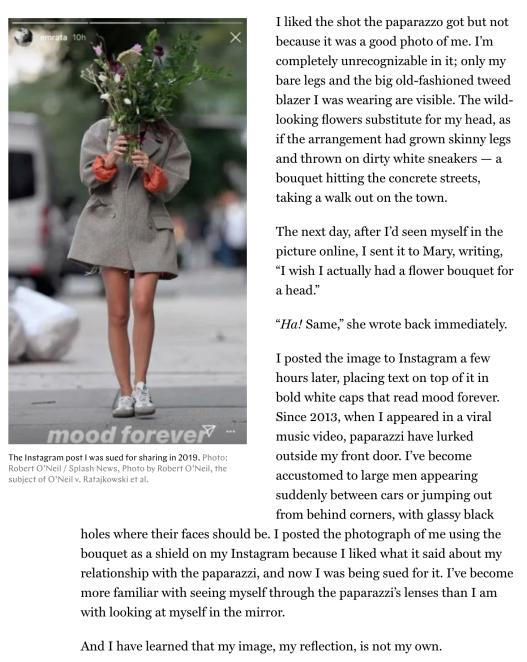 emrata 10h
mood forever
The Instagram post I was sued for sharing in 2019. Photo:
Robert O'Neil / Splash News, Photo by Robert O'Neil, the
subject of O'Neil v. Ratajkowski et al.
I liked the shot the paparazzo got but not
because it was a good photo of me. I'm
completely unrecognizable in it; only my
bare legs and the big old-fashioned tweed
blazer I was wearing are visible. The wild-
looking flowers substitute for my head, as
if the arrangement had grown skinny legs
and thrown on dirty white sneakers — a
bouquet hitting the concrete streets,
taking a walk out on the town.
The next day, after I'd seen myself in the
picture online, I sent it to Mary, writing,
“I wish I actually had a flower bouquet for
a head.”
“Ha! Same,” she wrote back immediately.
I posted the image to Instagram a few
hours later, placing text on top of it in
bold white caps that read mood forever.
Since 2013, when I appeared in a viral
music video, paparazzi have lurked
outside my front door. I've become
accustomed to large men appearing
suddenly between cars or jumping out
from behind corners, with glassy black
holes where their faces should be. I posted the photograph of me using the
bouquet as a shield on my Instagram because I liked what it said about my
relationship with the paparazzi, and now I was being sued for it. I've become
more familiar with seeing myself through the paparazzi's lenses than I am
with looking at myself in the mirror.
And I have learned that my image, my reflection, is not my own.